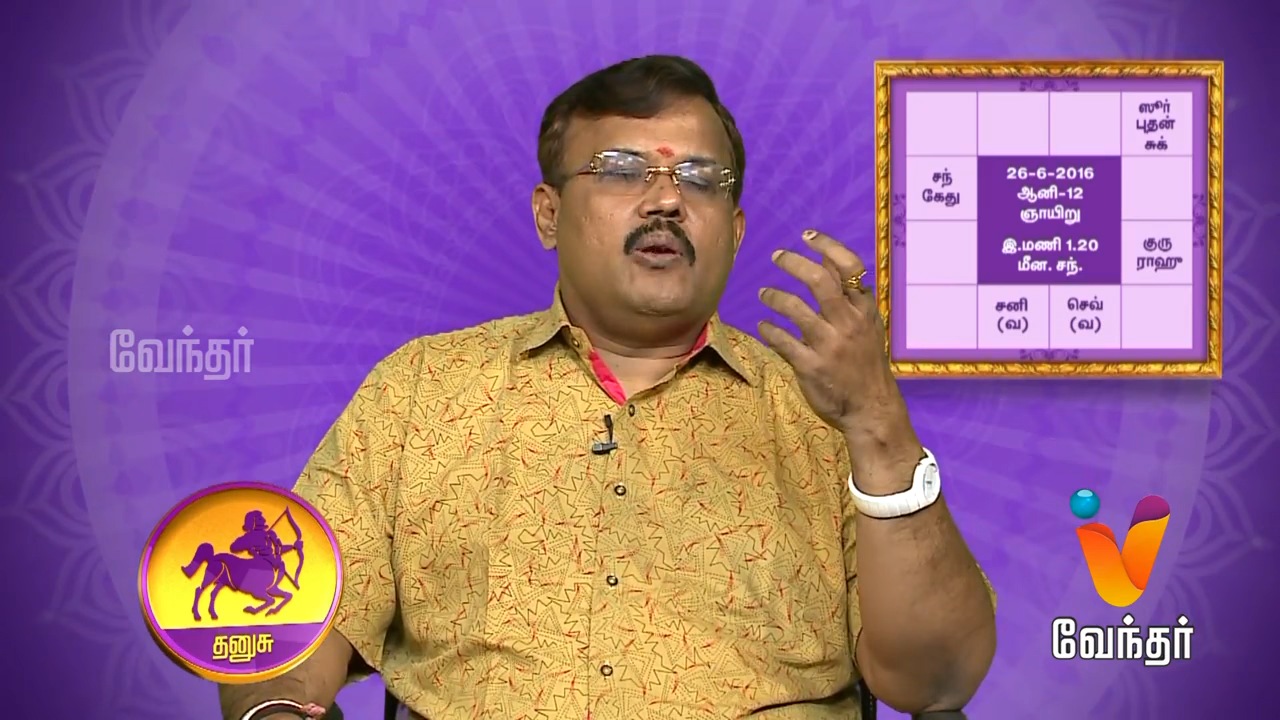 ஸூர்
புதன்
சுக்
சந்
கேது
26-6-2016
ஆனி-12
ஞாயிறு
இ.மணி 1.20
மீன. சந்.
குரு
ராஹு
சனி
(வ)
செவ்
(வ)
வேந்தர்
தனுசு
வேந்தர்